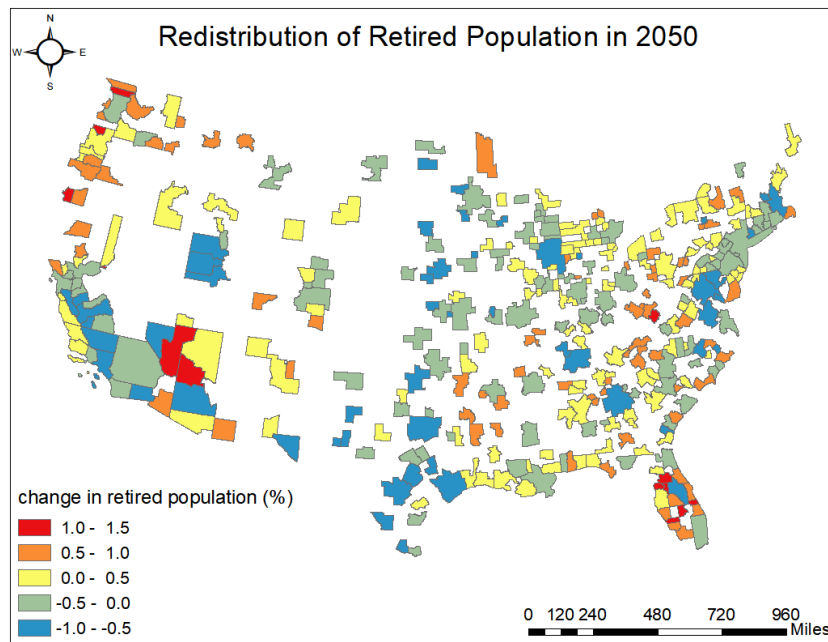 N
W E
S
Redistribution of Retired Population in 2050
change in retired population (%)
1.0 - 1.5
0.5 - 1.0
0.0 - 0.5
-0.5 - 0.0
-1.0 - -0.5
0 120 240 480 720 960
Miles